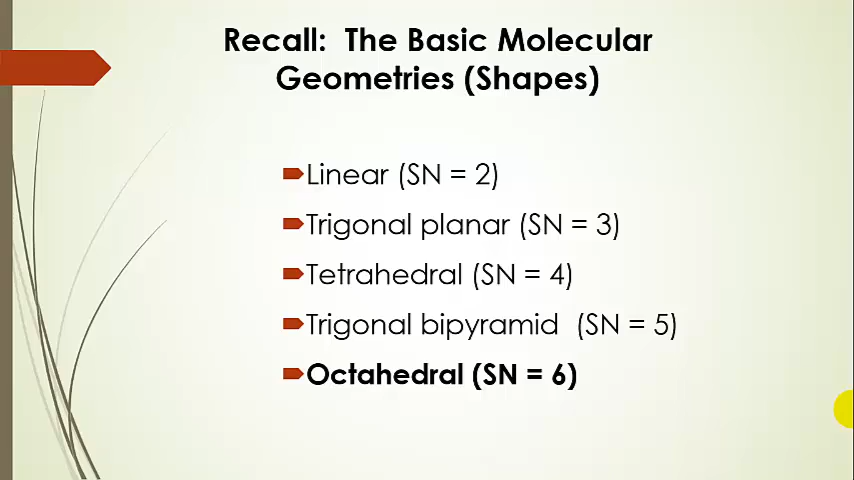 Recall:  The Basic Molecular
Geometries (Shapes)
Linear (SN = 2)
Trigonal planar (SN = 3)
Tetrahedral (SN = 4)
Trigonal bipyramid  (SN = 5)
Octahedral (SN = 6)